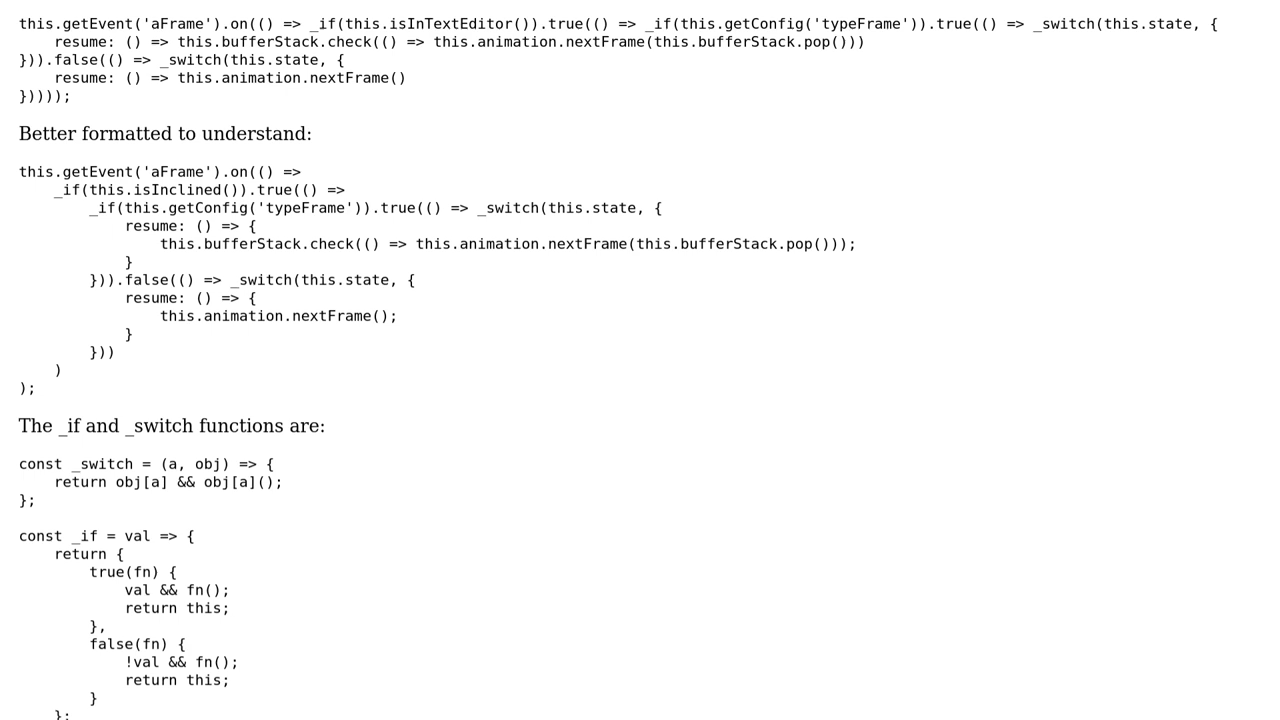 this.getEvent('aFrame').on(() => _if(this.isInTextEditor()).true(() => _if(this.getConfig('typeFrame')).true(() => _switch(this.state, {
    resume: () => this.bufferStack.check(() => this.animation.nextFrame(this.bufferStack.pop()))
})).false(() => _switch(this.state, {
    resume: () => this.animation.nextFrame()
}))));
Better formatted to understand:
this.getEvent('aFrame').on(() =>
    _if(this.isInclined()).true(() =>
        _if(this.getConfig('typeFrame')).true(() => _switch(this.state, {
            resume: () => {
                this.bufferStack.check(() => this.animation.nextFrame(this.bufferStack.pop()));
            }
        })).false(() => _switch(this.state, {
            resume: () => {
                this.animation.nextFrame();
            }
        }))
    )
);
The _if and _switch functions are:
const _switch = (a, obj) => {
    return obj[a] && obj[a]();
};
const _if = val => {
    return {
        true(fn) {
            val && fn();
            return this;
        },
        false(fn) {
            !val && fn();
            return this;
        }
    };